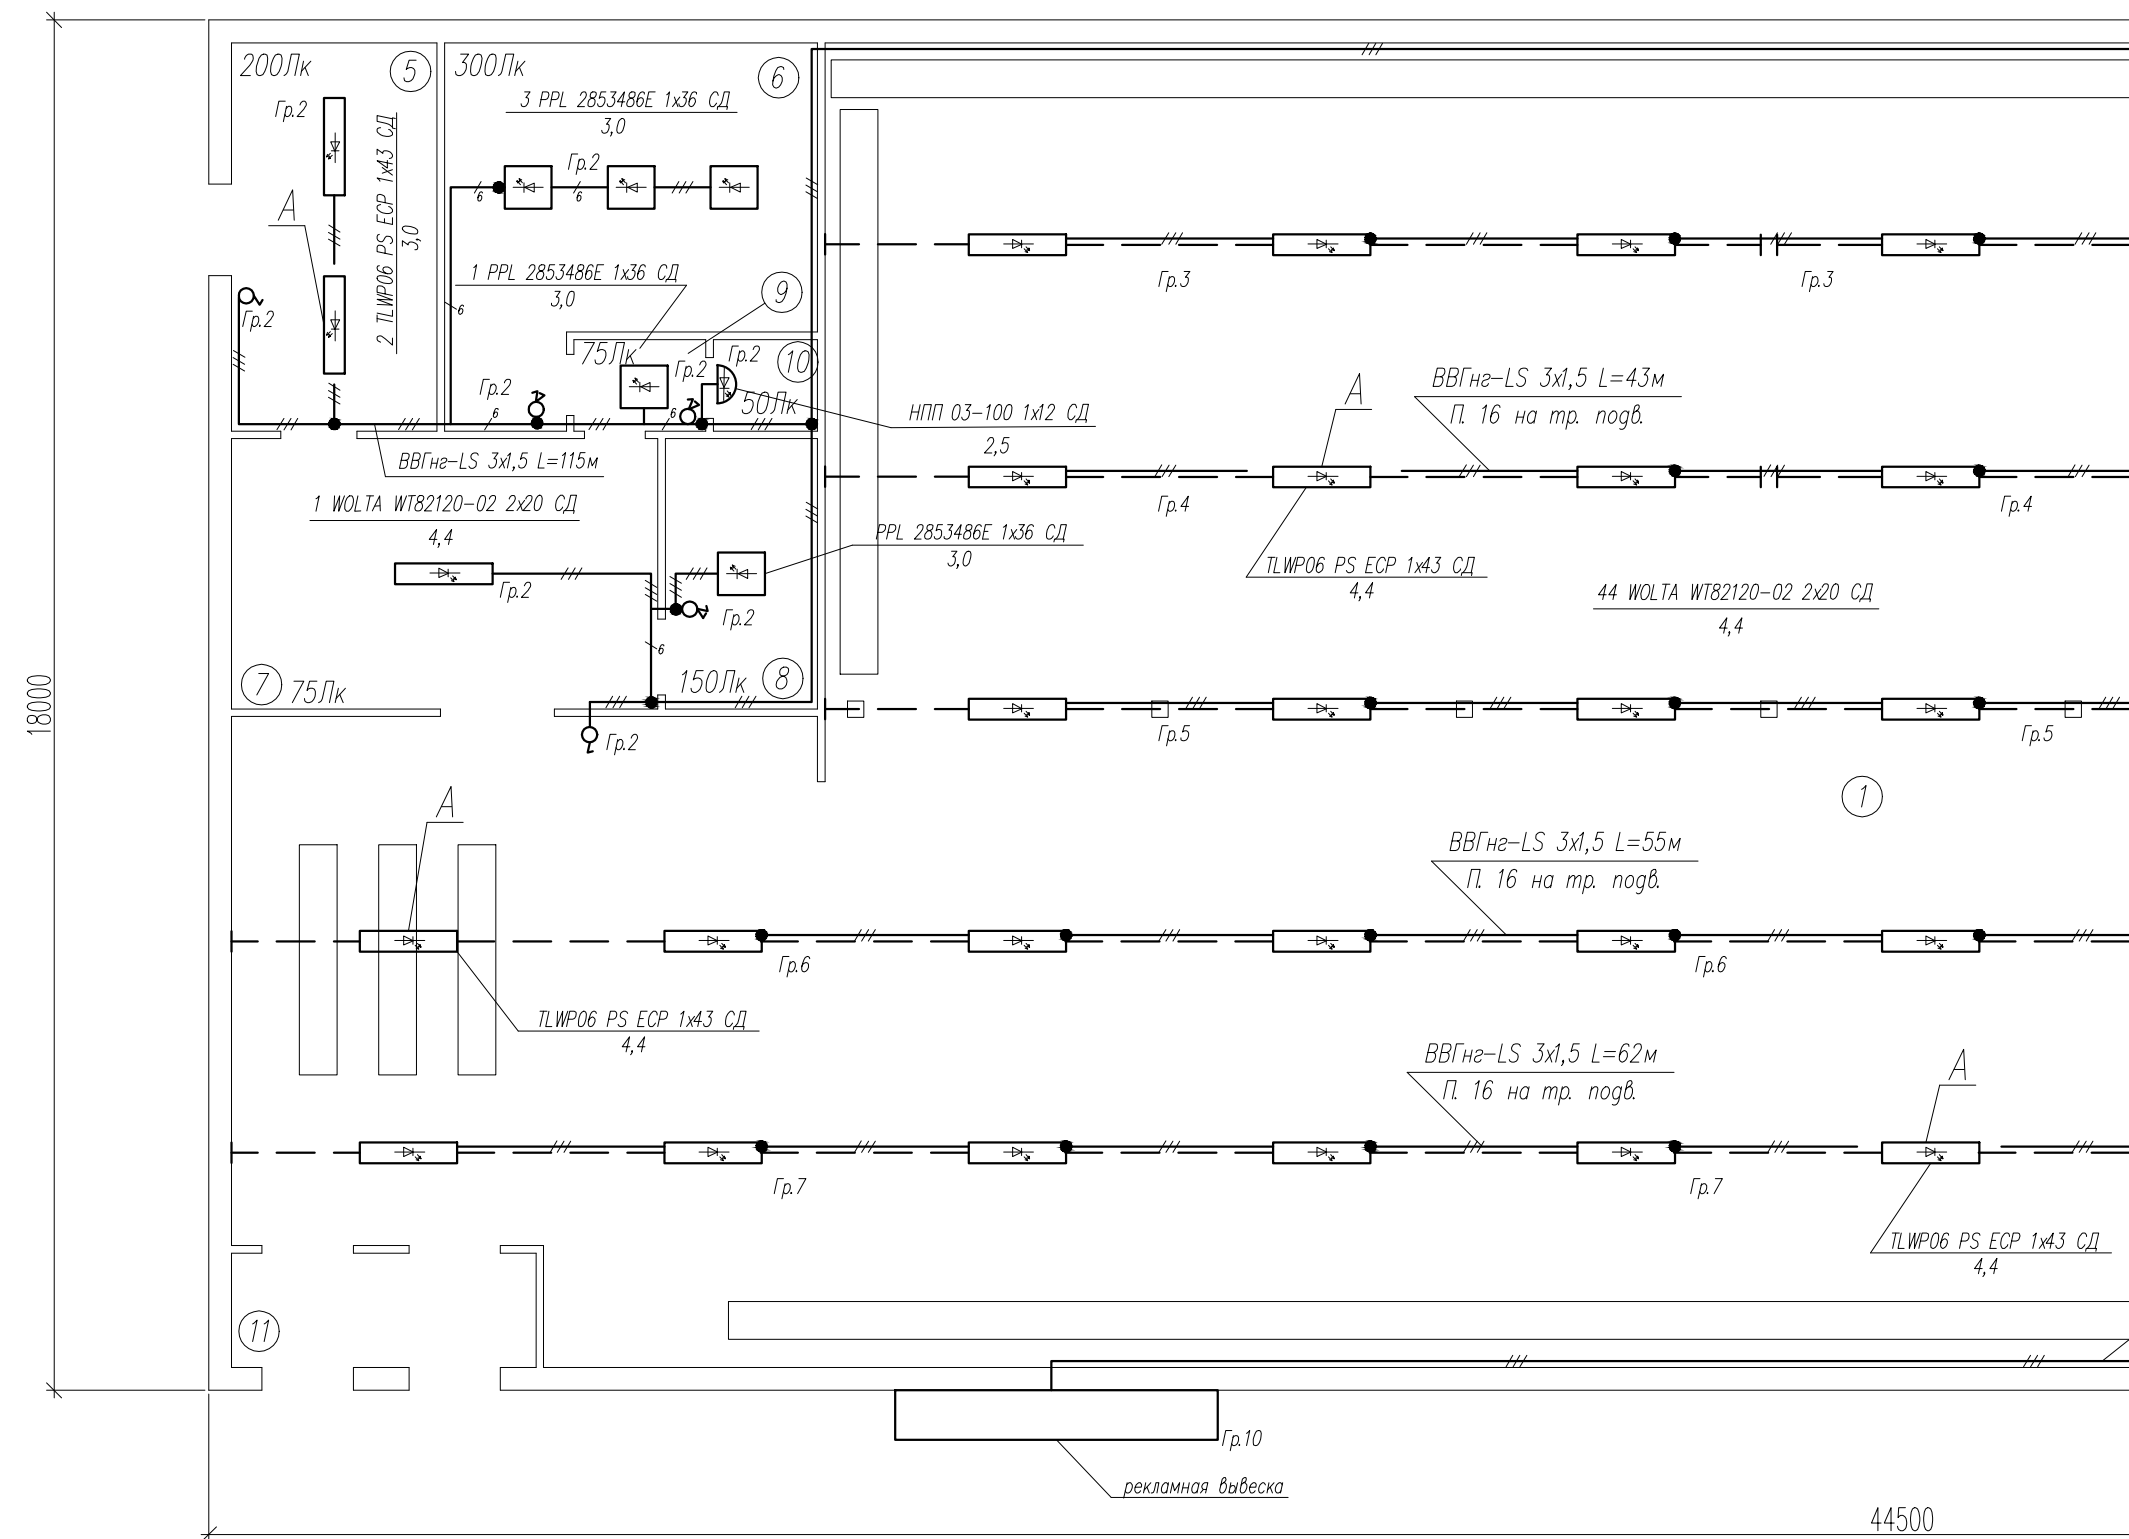 200Лк
5
300Лк
6
Гр.2
3 PPL 2853486E 1x36 СД
3,0
2 TLWP06 PS ECP 1x43 СД
3,0
Гр.2
6
6
А
1 PPL 2853486E 1x36 СД
3,0
9
6
Гр.2
Гр.3
Гр.3
75Лк
Гр.2
Гр.2
10
Гр.2
6
6
50Лк
НПП 03-100 1x12 СД
2,5
А
ВВГнг-LS 3x1,5 L=43м
П. 16 на тр. подв.
ВВГнг-LS 3x1,5 L=115м
1 WOLTA WT82120-02 2x20 СД
4,4
Гр.4
Гр.4
PPL 2853486E 1x36 СД
3,0
TLWP06 PS ECP 1x43 СД
4,4
44 WOLTA WT82120-02 2x20 СД
4,4
Гр.2
Гр.2
6
7
75Лк
150Лк
8
18000
Гр.2
Гр.5
Гр.5
1
А
ВВГнг-LS 3x1,5 L=55м
П. 16 на тр. подв.
Гр.6
Гр.6
TLWP06 PS ECP 1x43 СД
4,4
ВВГнг-LS 3x1,5 L=62м
П. 16 на тр. подв.
А
Гр.7
Гр.7
TLWP06 PS ECP 1x43 СД
4,4
11
Гр.10
рекламная вывеска
44500